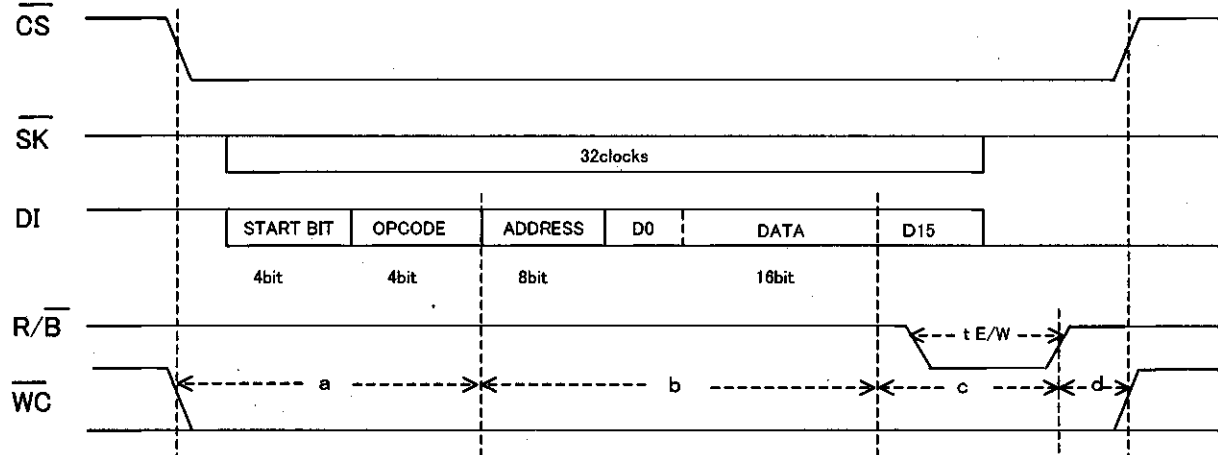 CS
SK
32clocks
DI
START BIT OPCODE ADDRESS D0 DATA D15
4bit 4bit 8bit 16bit
R/B
t E/W
a b c d
WC